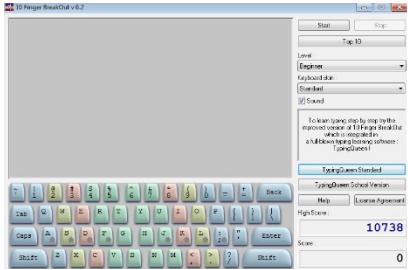 10 Finger BreakOut v 6.2
Start
Stop
Top 10
Level
Beginner
Keyboard skin
Standard
Sound
To learn typing step by step try the
improved version of 10 Finger BreakOut
which is integrated in
a full-blown typing learning software :
TypingQueen !
TypingQueen Standard
TypingQueen School Version
Help
License Agreement
High Score :
10738
Score :
0
Back
Tab
Caps
Enter
Shift
Shift